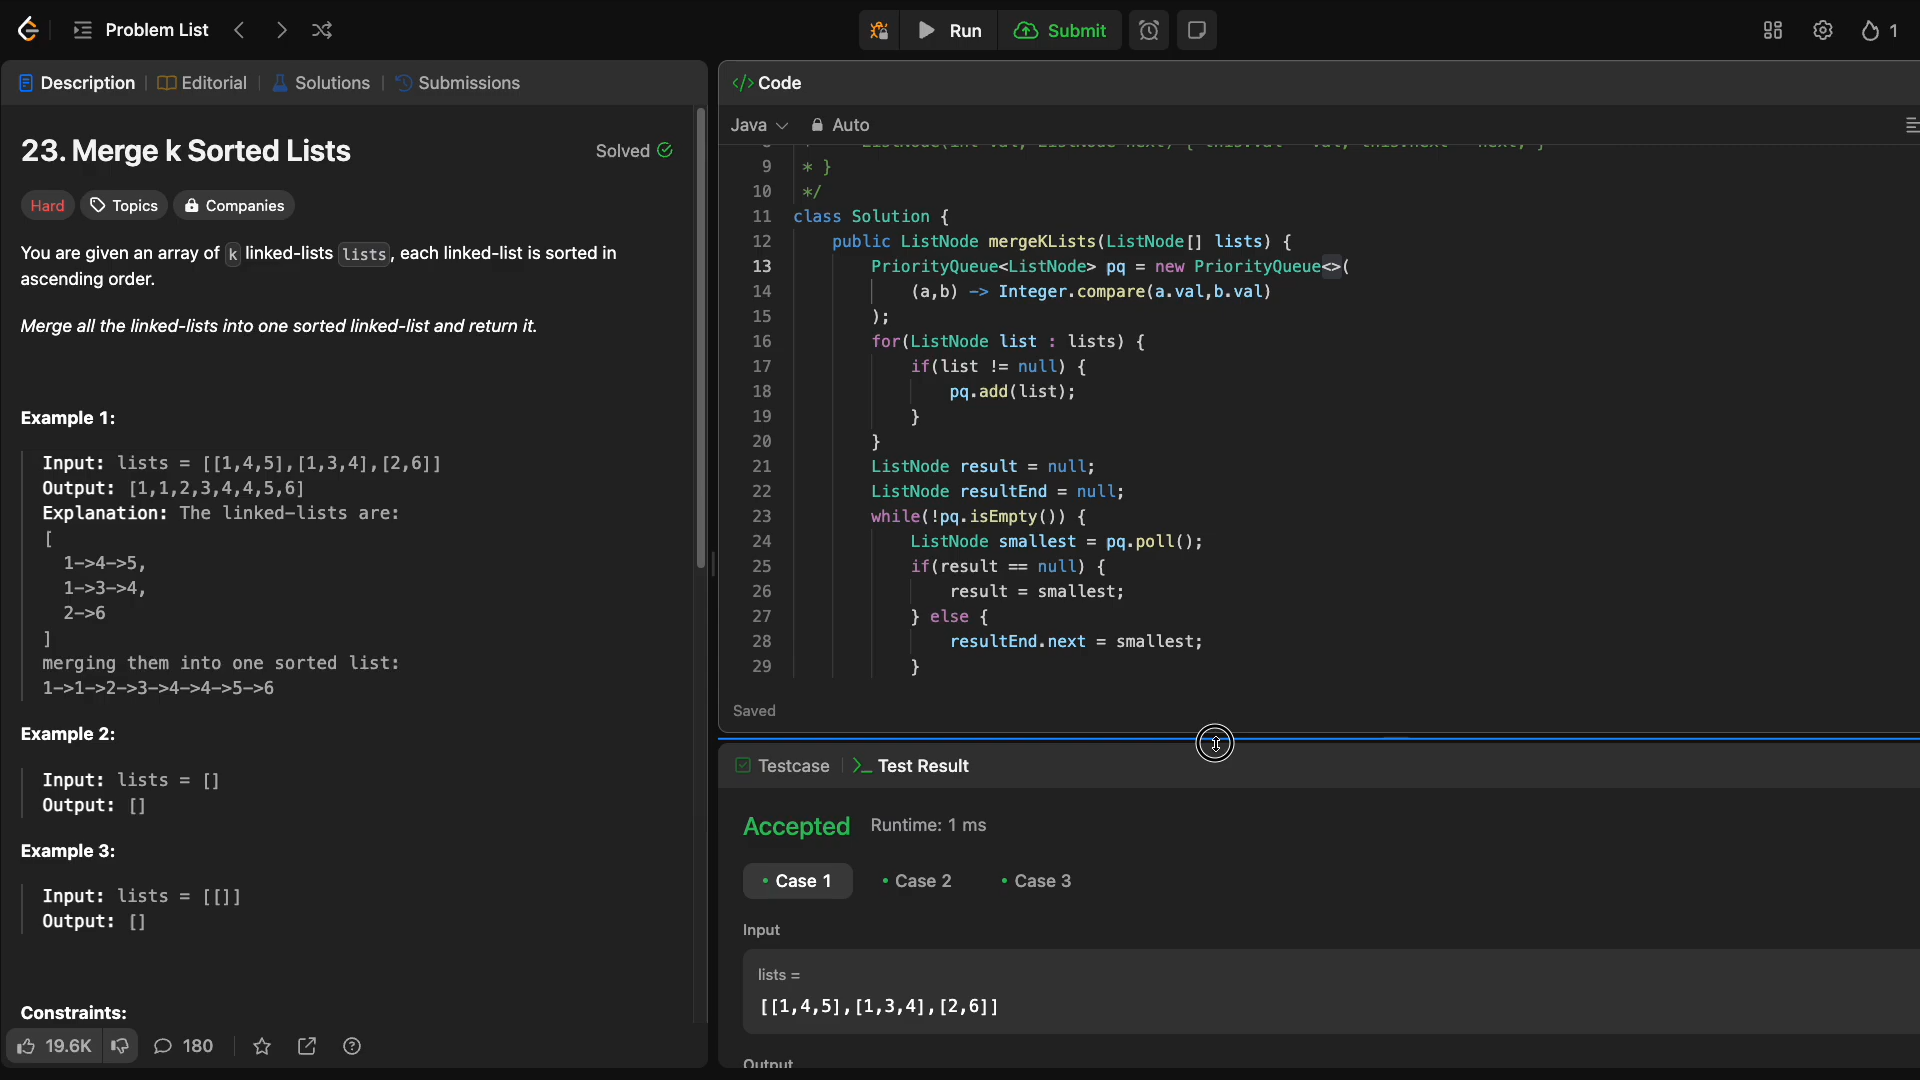 Problem List
Run
Submit
1
Description
Editorial
Solutions
Submissions
23. Merge k Sorted Lists
Solved
Hard
Topics
Companies
You are given an array of k linked-lists lists, each linked-list is sorted in
ascending order.
Merge all the linked-lists into one sorted linked-list and return it.
Example 1:
Input: lists = [[1,4,5],[1,3,4],[2,6]]
Output: [1,1,2,3,4,4,5,6]
Explanation: The linked-lists are:
[
1->4->5,
1->3->4,
2->6
]
merging them into one sorted list:
1->1->2->3->4->4->5->6
Example 2:
Input: lists = []
Output: []
Example 3:
Input: lists = [[]]
Output: []
Constraints:
19.6K
180
</> Code
Java
Auto
9 * }
10 */
11 class Solution {
12 public ListNode mergeKLists(ListNode[] lists) {
13 PriorityQueue<ListNode> pq = new PriorityQueue<>(
14 (a,b) -> Integer.compare(a.val,b.val)
15 );
16 for(ListNode list : lists) {
17 if(list != null) {
18 pq.add(list);
19 }
20 }
21 ListNode result = null;
22 ListNode resultEnd = null;
23 while(!pq.isEmpty()) {
24 ListNode smallest = pq.poll();
25 if(result == null) {
26 result = smallest;
27 } else {
28 resultEnd.next = smallest;
29 }
Saved
Testcase
>_ Test Result
Accepted
Runtime: 1 ms
• Case 1
• Case 2
• Case 3
Input
lists =
[[1,4,5],[1,3,4],[2,6]]
Output